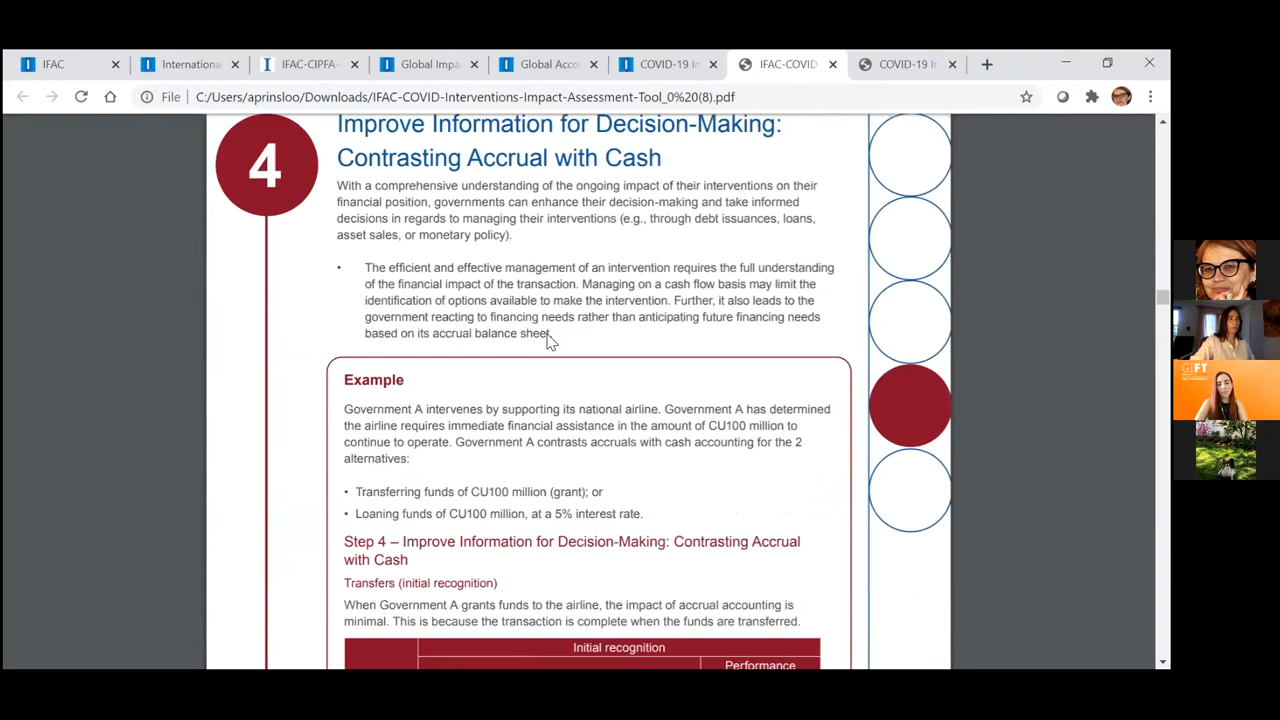 IFAC
Internationa
IFAC-CIPFA-
Global Impa
Global Acco
COVID-19 In
IFAC-COVID
COVID-19 In
File
C:/Users/aprinsloo/Downloads/IFAC-COVID-Interventions-Impact-Assessment-Tool_0%20(8).pdf
4
Improve Information for Decision-Making:
Contrasting Accrual with Cash
With a comprehensive understanding of the ongoing impact of their interventions on their
financial position, governments can enhance their decision-making and take informed
decisions in regards to managing their interventions (e.g., through debt issuances, loans,
asset sales, or monetary policy).
• The efficient and effective management of an intervention requires the full understanding
of the financial impact of the transaction. Managing on a cash flow basis may limit the
identification of options available to make the intervention. Further, it also leads to the
government reacting to financing needs rather than anticipating future financing needs
based on its accrual balance sheet.
Example
Government A intervenes by supporting its national airline. Government A has determined
the airline requires immediate financial assistance in the amount of CU100 million to
continue to operate. Government A contrasts accruals with cash accounting for the 2
alternatives:
• Transferring funds of CU100 million (grant); or
• Loaning funds of CU100 million, at a 5% interest rate.
Step 4 – Improve Information for Decision-Making: Contrasting Accrual
with Cash
Transfers (initial recognition)
When Government A grants funds to the airline, the impact of accrual accounting is
minimal. This is because the transaction is complete when the funds are transferred.
Initial recognition
Performance
GIFT